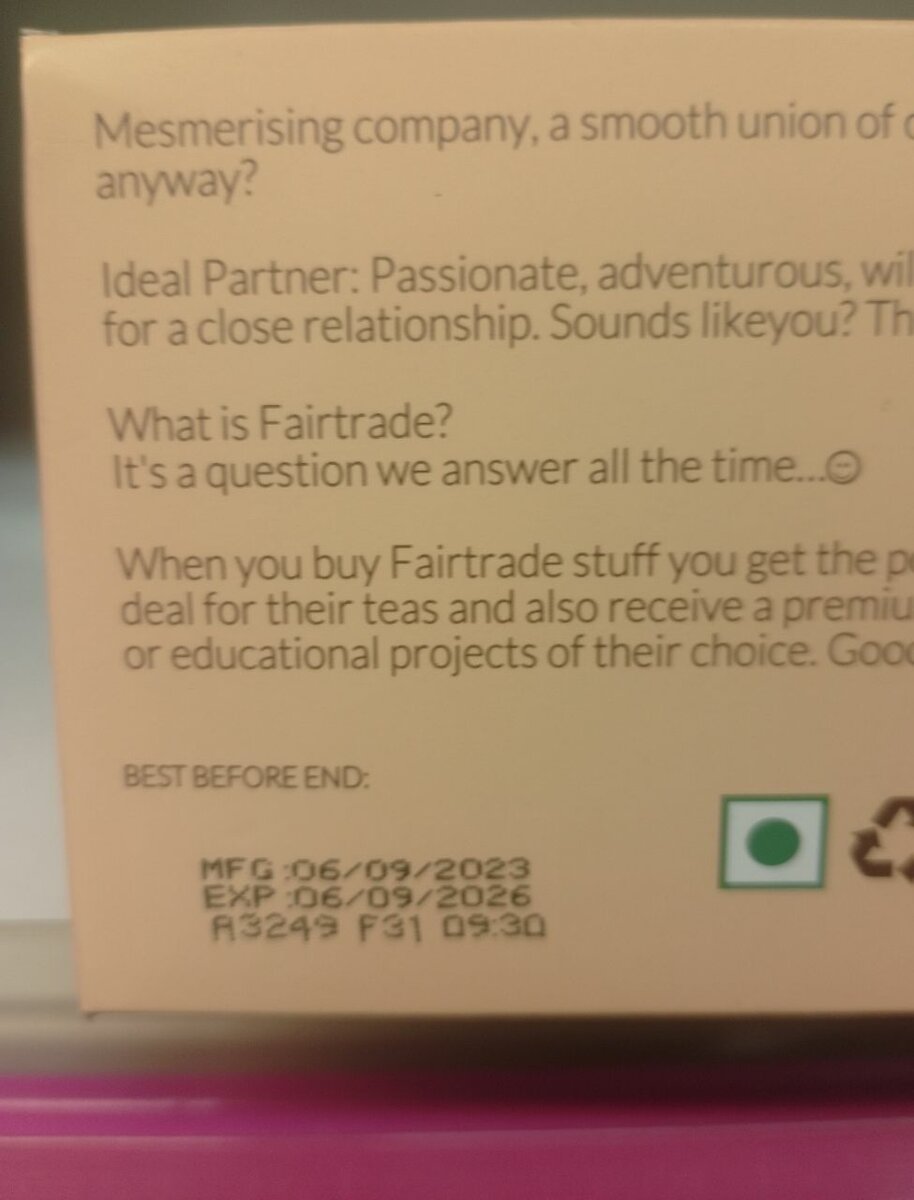 Mesmerising company, a smooth union of
anyway?
Ideal Partner: Passionate, adventurous,
for a close relationship. Sounds likeyou?
What is Fairtrade?
It's a question we answer all the time...☺
When you buy Fairtrade stuff you get the
deal for their teas and also receive a
or educational projects of their choice.
BEST BEFORE END:
MFG :06/09/2023
EXP :06/09/2026
A3249 F31 09:30